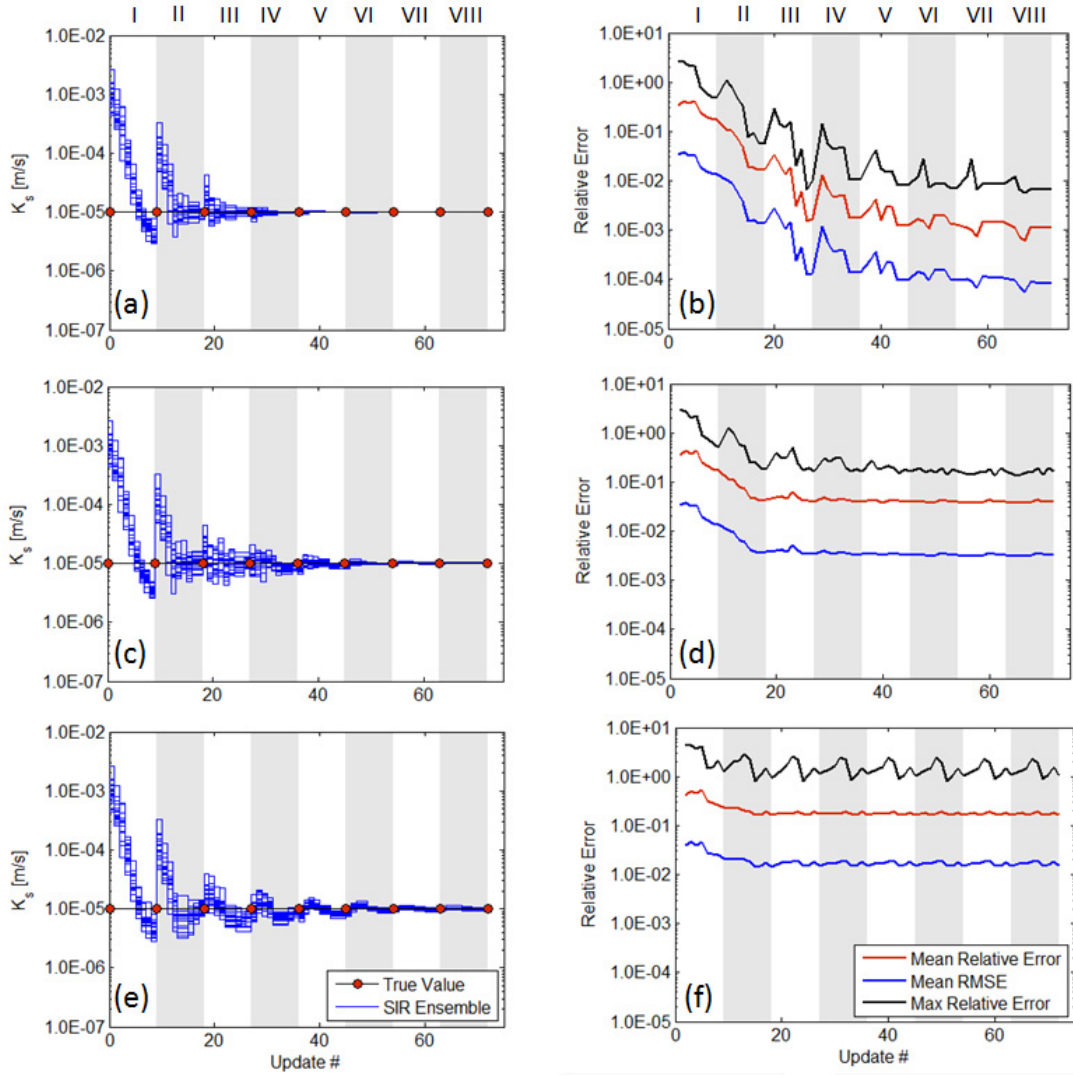 I II III IV V VI VII VIII
I II III IV V VI VII VIII
1.0E-02
1.0E-03
1.0E-04
1.0E-05
1.0E-06
1.0E-07
K_s [m/s]
(a)
0 20 40 60
1.0E+01
1.0E+00
1.0E-01
1.0E-02
1.0E-03
1.0E-04
1.0E-05
Relative Error
(b)
0 20 40 60
1.0E-02
1.0E-03
1.0E-04
1.0E-05
1.0E-06
1.0E-07
K_s [m/s]
(c)
0 20 40 60
1.0E+01
1.0E+00
1.0E-01
1.0E-02
1.0E-03
1.0E-04
1.0E-05
Relative Error
(d)
0 20 40 60
1.0E-02
1.0E-03
1.0E-04
1.0E-05
1.0E-06
1.0E-07
K_s [m/s]
(e)
True Value
SIR Ensemble
0 20 40 60
Update #
1.0E+01
1.0E+00
1.0E-01
1.0E-02
1.0E-03
1.0E-04
1.0E-05
Relative Error
(f)
Mean Relative Error
Mean RMSE
Max Relative Error
0 20 40 60
Update #